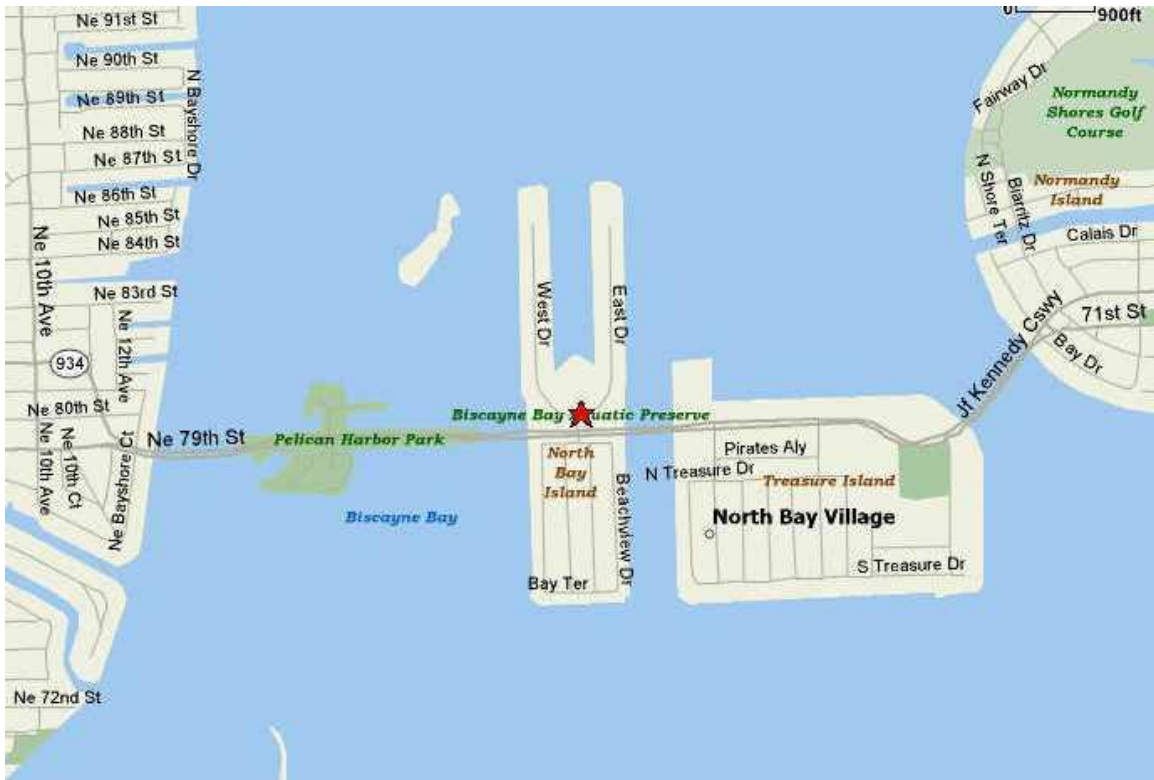 Ne 91st St
0 900ft
Ne 90th St
Fairway Dr
N Bayshore Dr
Ne 89th St
Normandy
Shores Golf
Course
Ne 88th St
Ne 87th St
Ne 86th St
N Shore Ter
Biarritz Dr
Normandy
Island
Ne 85th St
Ne 84th St
Calais Dr
Ne 10th Ave
Ne 83rd St
West Dr
East Dr
71st St
Ne 12th Ave
Jf Kennedy Cswy
Bay Dr
934
Ne 80th St
Biscayne Bay Aquatic Preserve
Ne 79th St
Pelican Harbor Park
Ne 10th Ave
Ne 10th Ct
Ne Bayshore Ct
North
Bay
Island
Pirates Aly
N Treasure Dr
Treasure Island
Beachview Dr
Biscayne Bay
North Bay Village
S Treasure Dr
Bay Ter
Ne 72nd St